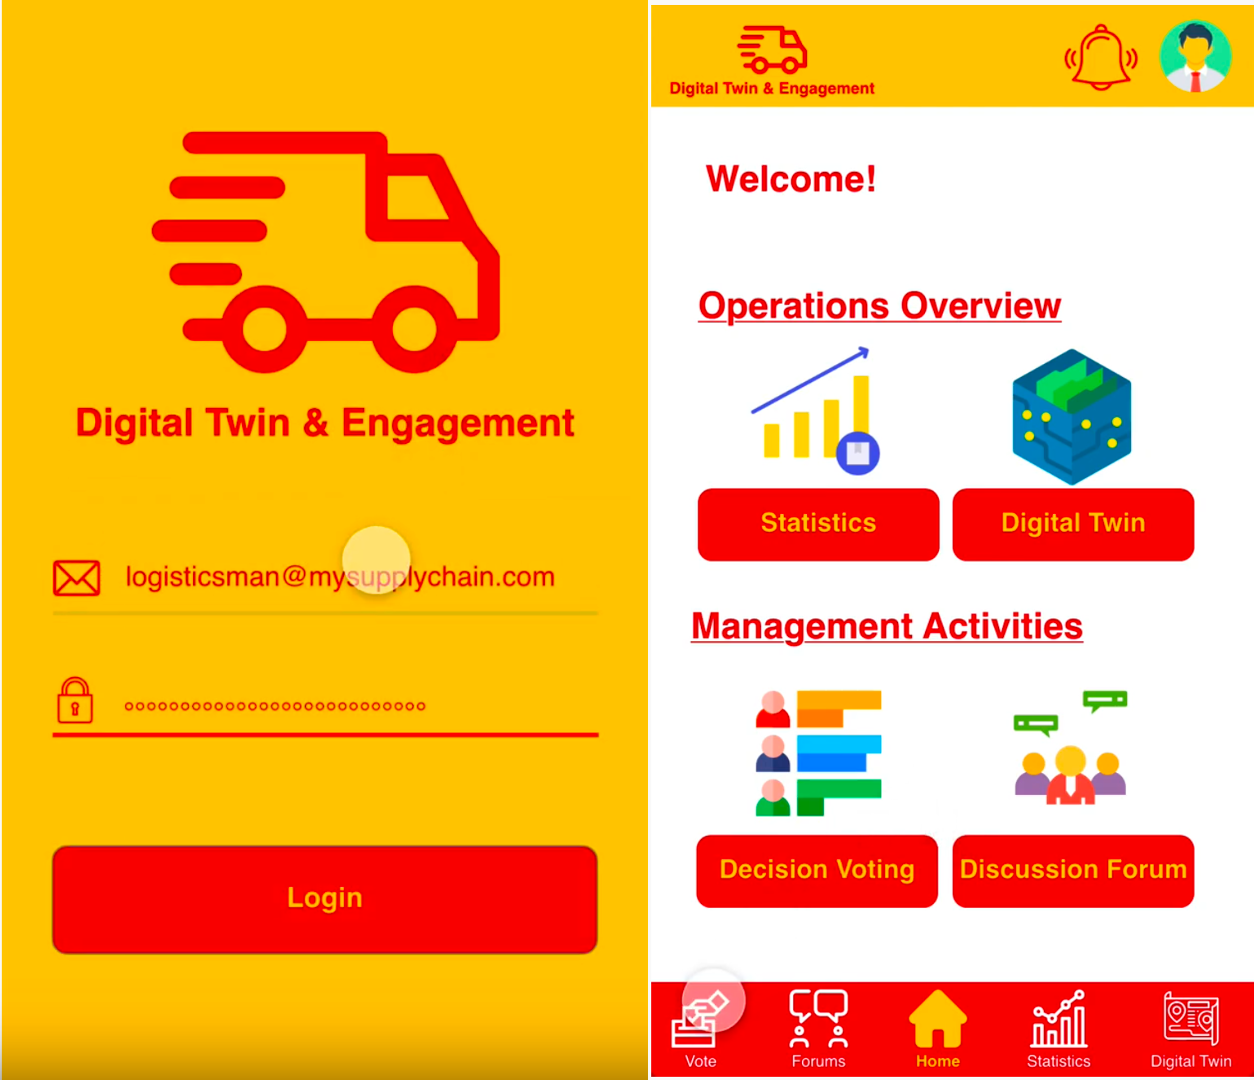 Digital Twin & Engagement
logisticsman@mysupplychain.com
Login
Digital Twin & Engagement
Welcome!
Operations Overview
Statistics
Digital Twin
Management Activities
Decision Voting
Discussion Forum
Vote
Forums
Home
Statistics
Digital Twin